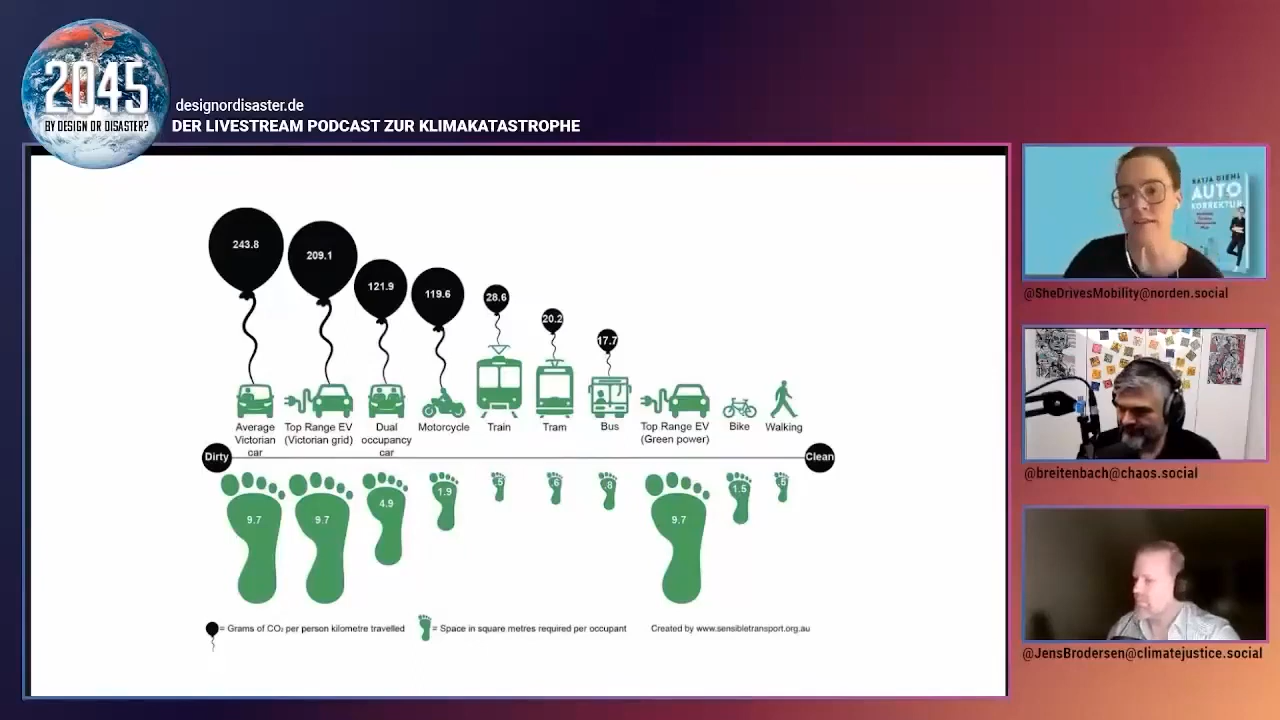 2045
BY DESIGN OR DISASTER?
designordisaster.de
DER LIVESTREAM PODCAST ZUR KLIMAKATASTROPHE
243.8
209.1
121.9
119.6
28.6
20.2
17.7
Average
Victorian
car
Top Range EV
(Victorian grid)
Dual
occupancy
car
Motorcycle
Train
Tram
Bus
Top Range EV
(Green power)
Bike
Walking
Dirty
Clean
9.7
9.7
4.9
1.9
.5
.6
.8
9.7
1.5
.5
= Grams of CO₂ per person kilometre travelled
= Space in square metres required per occupant
Created by www.sensibletransport.org.au
KATJA DIEHL
AUTO
KORREKTUR
@SheDrivesMobility@norden.social
@breitenbach@chaos.social
@JensBrodersen@climatejustice.social